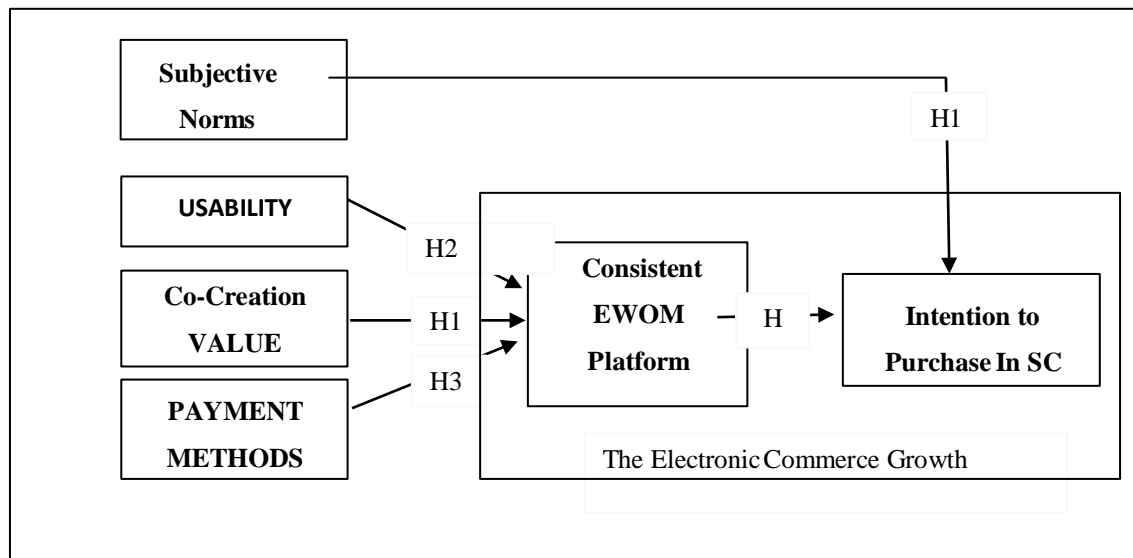 Subjective
Norms
H1
USABILITY
H2
Consistent
EWOM
Platform
Co-Creation
VALUE
H1
H
Intention to
Purchase In SC
H3
PAYMENT
METHODS
The Electronic Commerce Growth